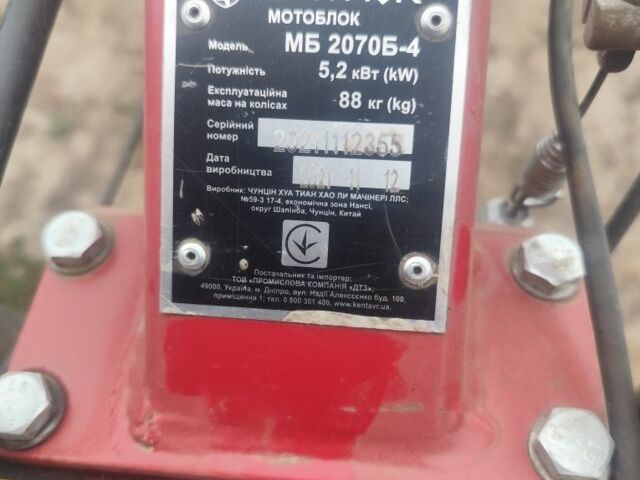 МОТОБЛОК
Модель МБ 2070Б-4
Потужність 5,2 кВт (kW)
Експлуатаційна
маса на колісах 88 кг (kg)
Серійний
номер 20211112355
Дата
виробництва 2021 11 12
Виробник: ЧУНЦІН ХУА ТИАН ХАО ЛИ МАЧІНЕРІ ЛЛС:
№59-3 17-4, економічна зона Нансі,
округ Шапінба, Чунцін, Китай
Постачальник та імпортер:
ТОВ «ПРОМИСЛОВА КОМПАНІЯ «ДТЗ»
49000, Україна, м. Дніпро, вул. Надії Алексєєнко буд. 100,
приміщення 1; тел. 0 800 301 400, www.kentavr.ua